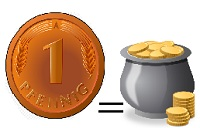 1
PFENNIG
=